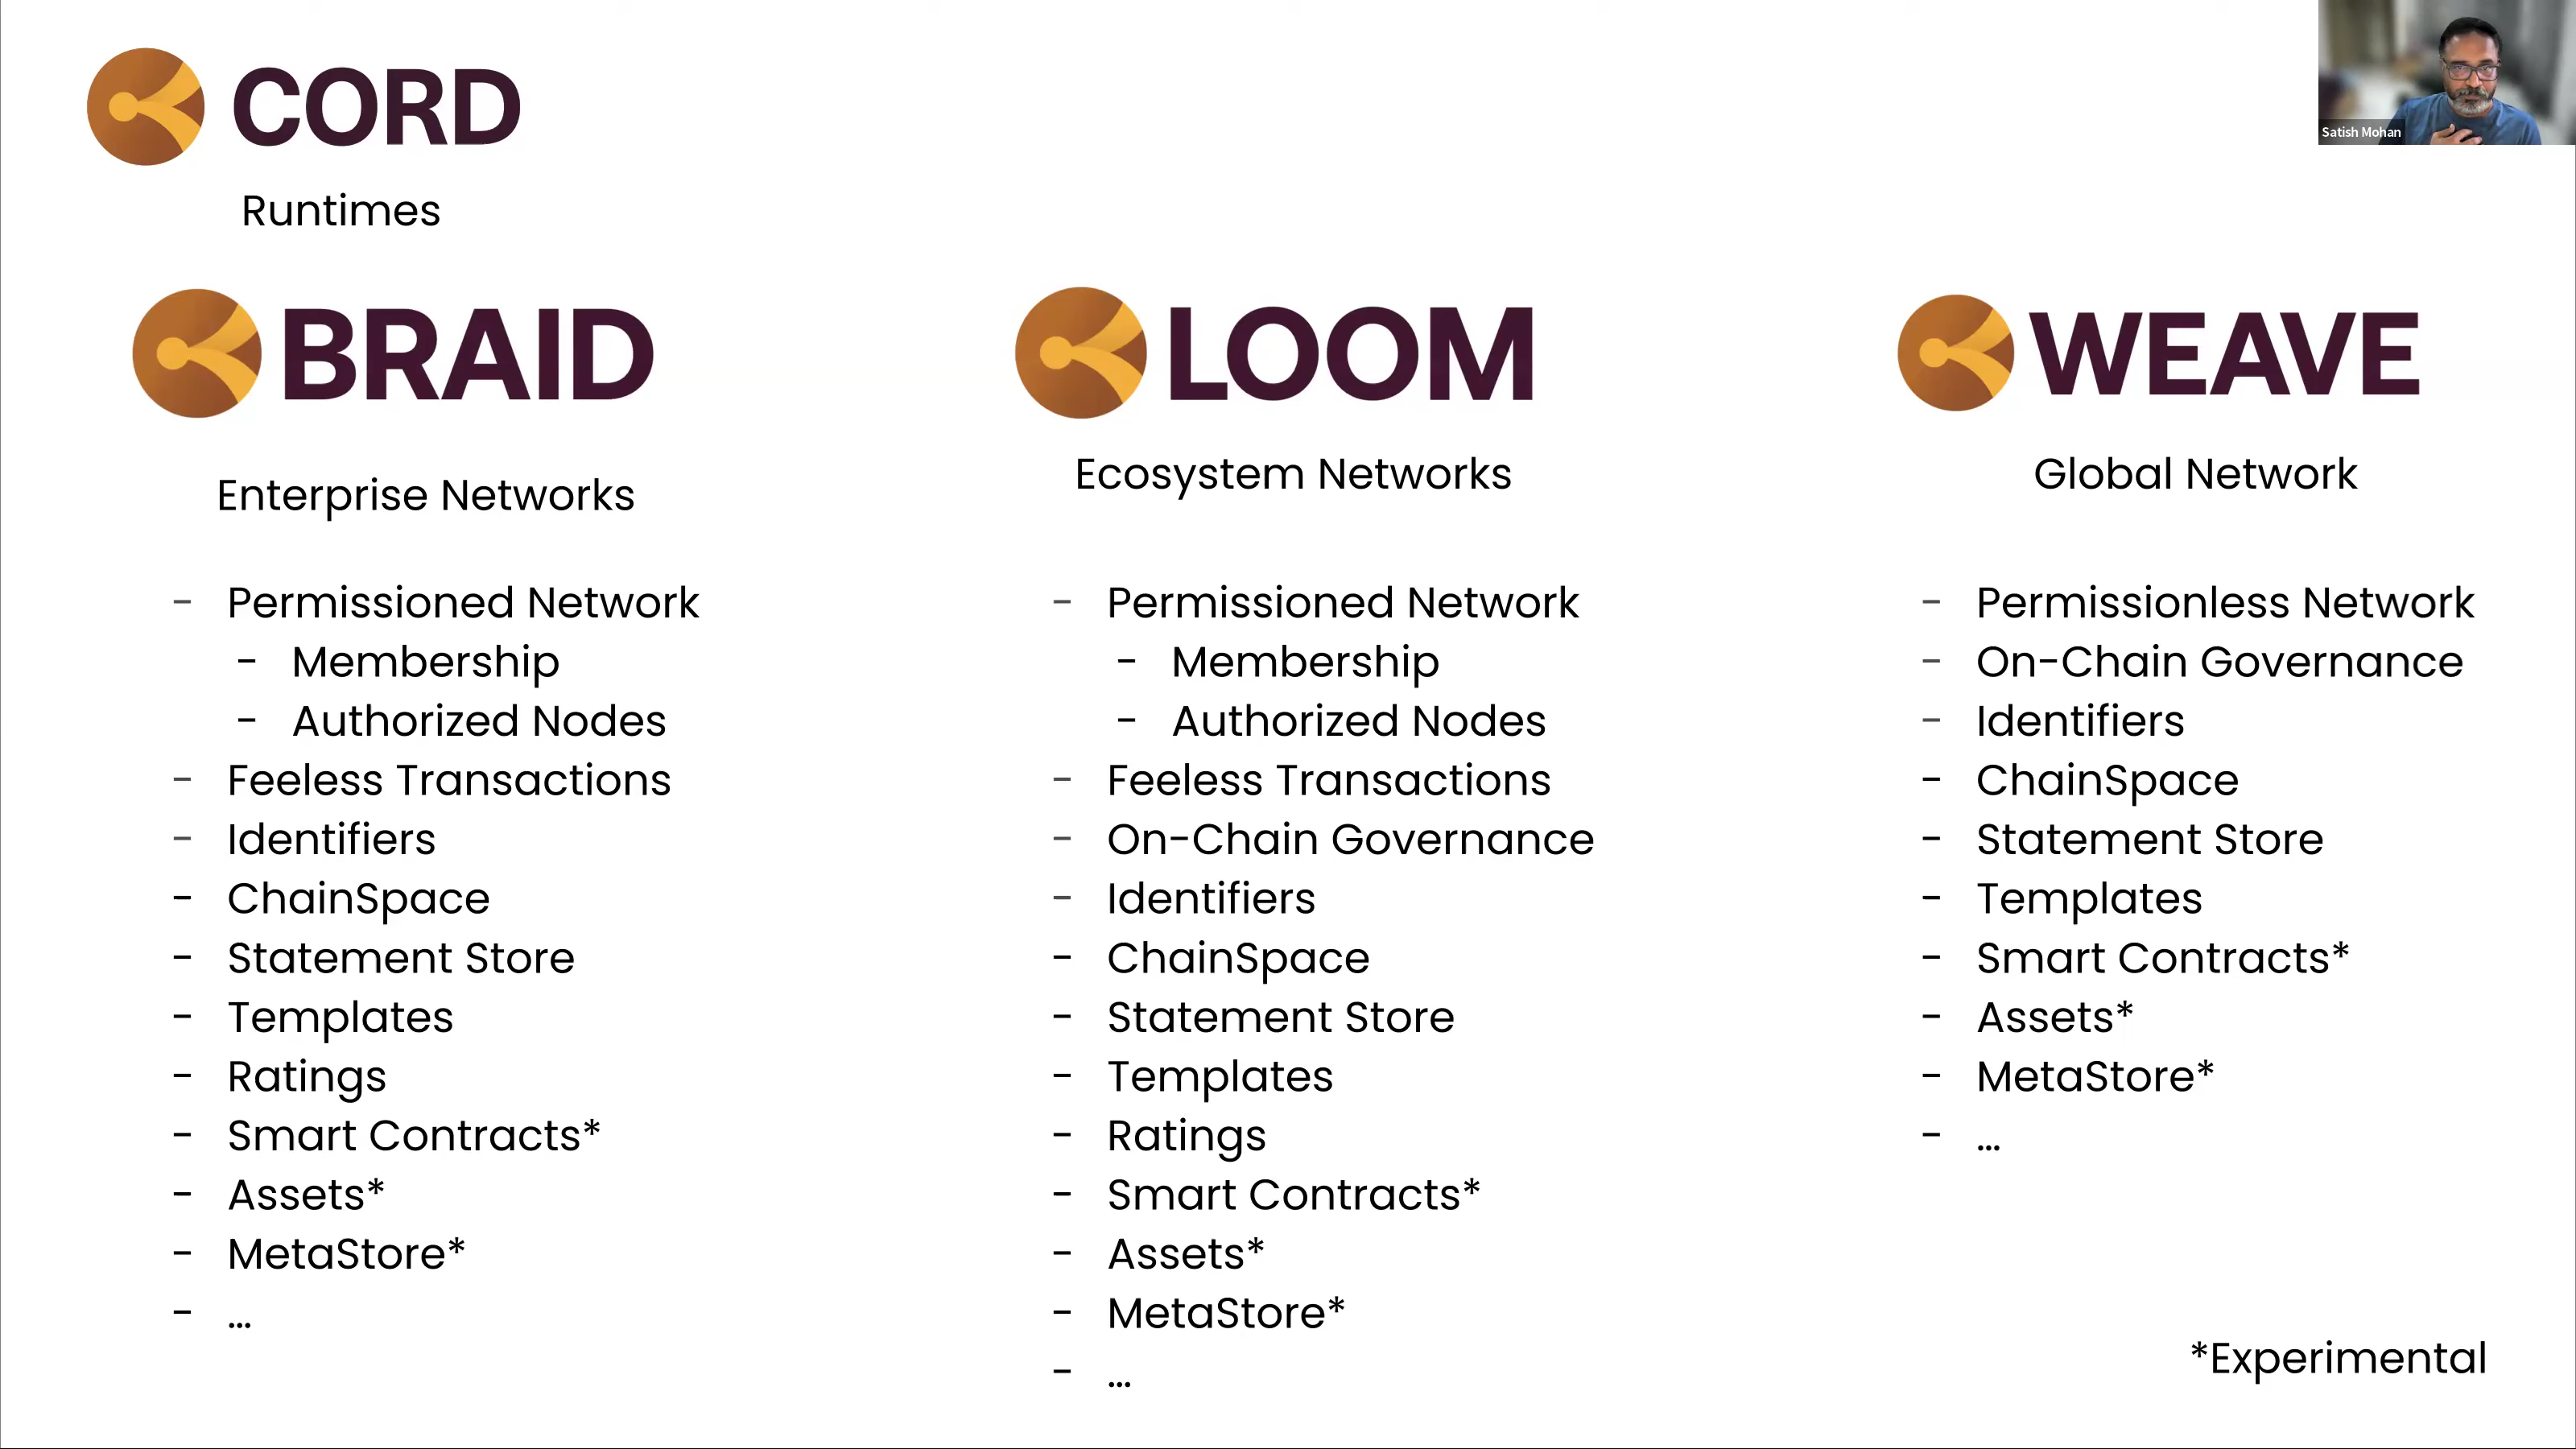 CORD
Satish Mohan
Runtimes
BRAID
Enterprise Networks
- Permissioned Network
- Membership
- Authorized Nodes
- Feeless Transactions
- Identifiers
- ChainSpace
- Statement Store
- Templates
- Ratings
- Smart Contracts*
- Assets*
- MetaStore*
- ...
LOOM
Ecosystem Networks
- Permissioned Network
- Membership
- Authorized Nodes
- Feeless Transactions
- On-Chain Governance
- Identifiers
- ChainSpace
- Statement Store
- Templates
- Ratings
- Smart Contracts*
- Assets*
- MetaStore*
- ...
WEAVE
Global Network
- Permissionless Network
- On-Chain Governance
- Identifiers
- ChainSpace
- Statement Store
- Templates
- Smart Contracts*
- Assets*
- MetaStore*
- ...
*Experimental